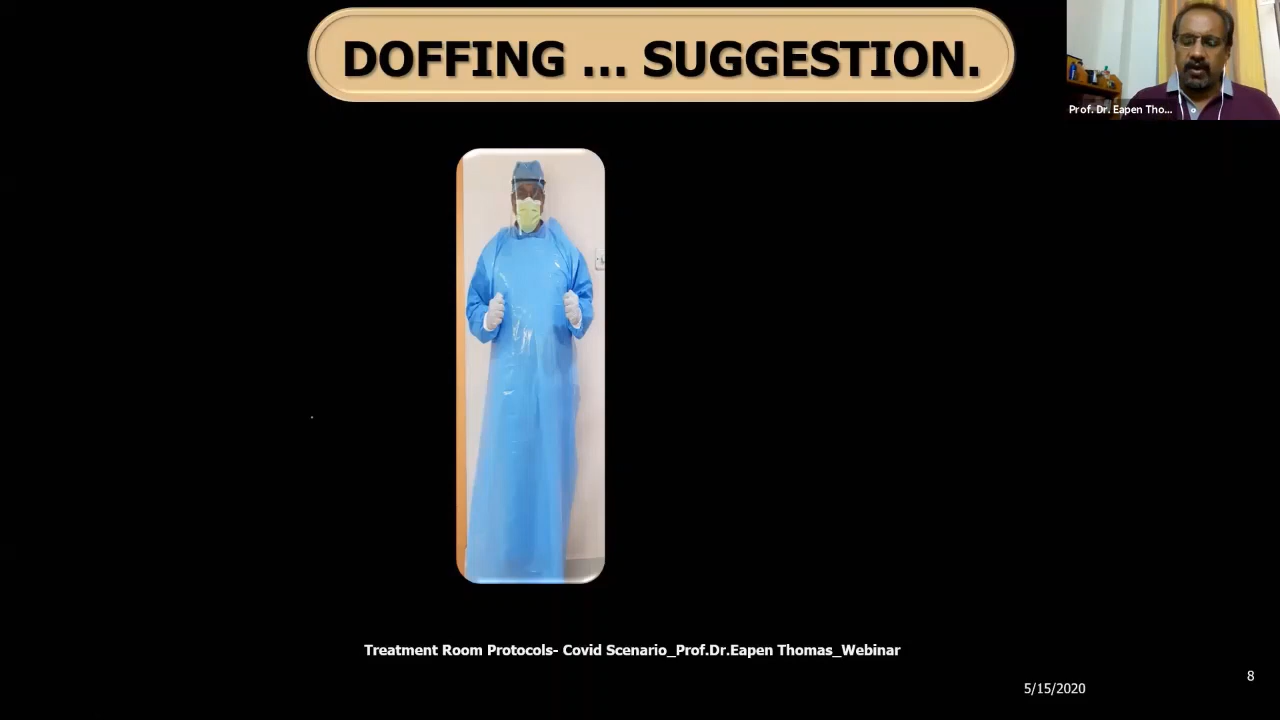 DOFFING ... SUGGESTION.
Prof. Dr. Eapen Tho...
Treatment Room Protocols- Covid Scenario_Prof.Dr.Eapen Thomas_Webinar
8
5/15/2020